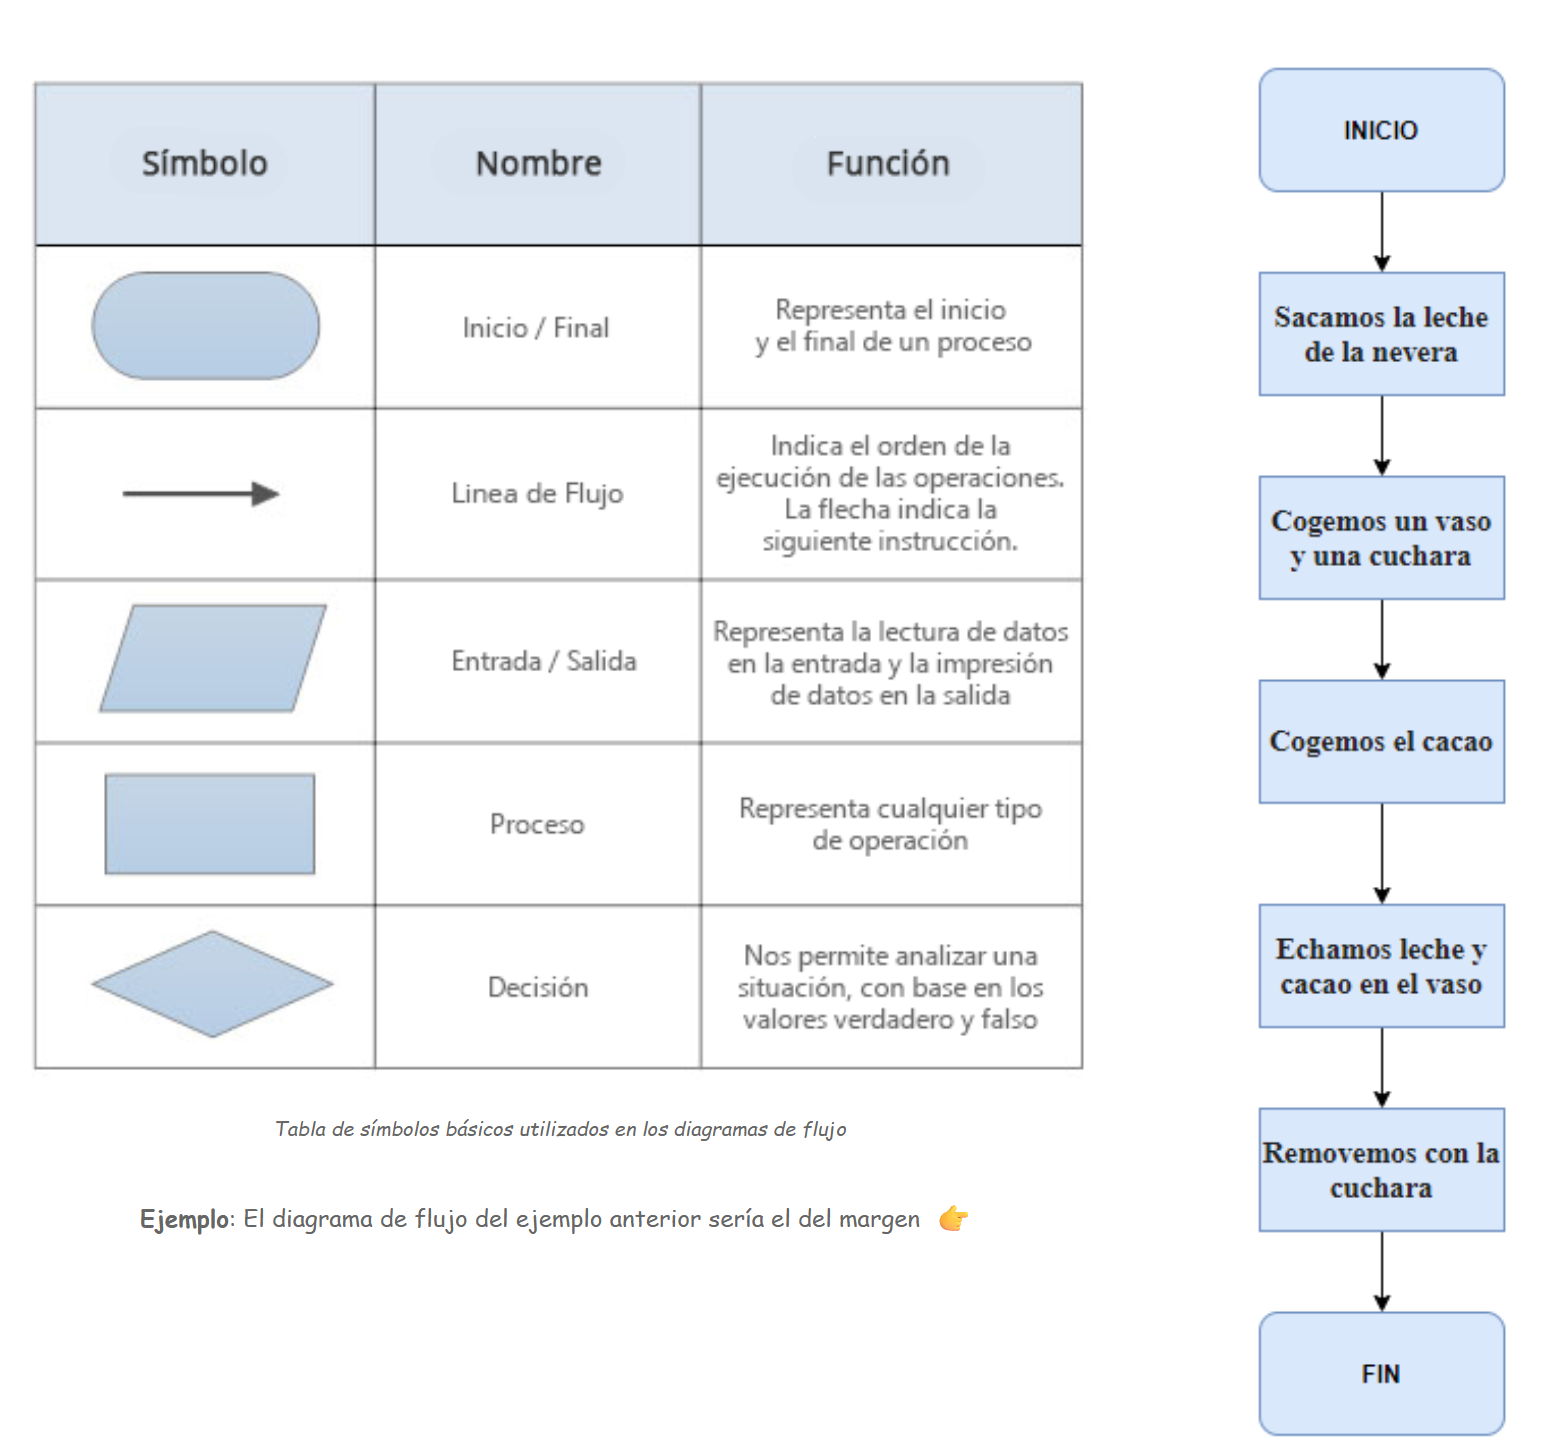 Símbolo
Nombre
Función
Inicio / Final
Representa el inicio
y el final de un proceso
Linea de Flujo
Indica el orden de la
ejecución de las operaciones.
La flecha indica la
siguiente instrucción.
Entrada / Salida
Representa la lectura de datos
en la entrada y la impresión
de datos en la salida
Proceso
Representa cualquier tipo
de operación
Decisión
Nos permite analizar una
situación, con base en los
valores verdadero y falso
Tabla de símbolos básicos utilizados en los diagramas de flujo
Ejemplo: El diagrama de flujo del ejemplo anterior sería el del margen 👉
INICIO
Sacamos la leche
de la nevera
Cogemos un vaso
y una cuchara
Cogemos el cacao
Echamos leche y
cacao en el vaso
Removemos con la
cuchara
FIN